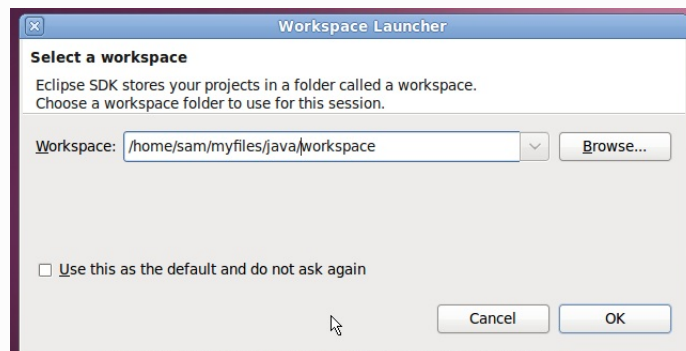 Workspace Launcher
Select a workspace
Eclipse SDK stores your projects in a folder called a workspace.
Choose a workspace folder to use for this session.
Workspace: /home/sam/myfiles/java/workspace Browse...
Use this as the default and do not ask again
Cancel OK